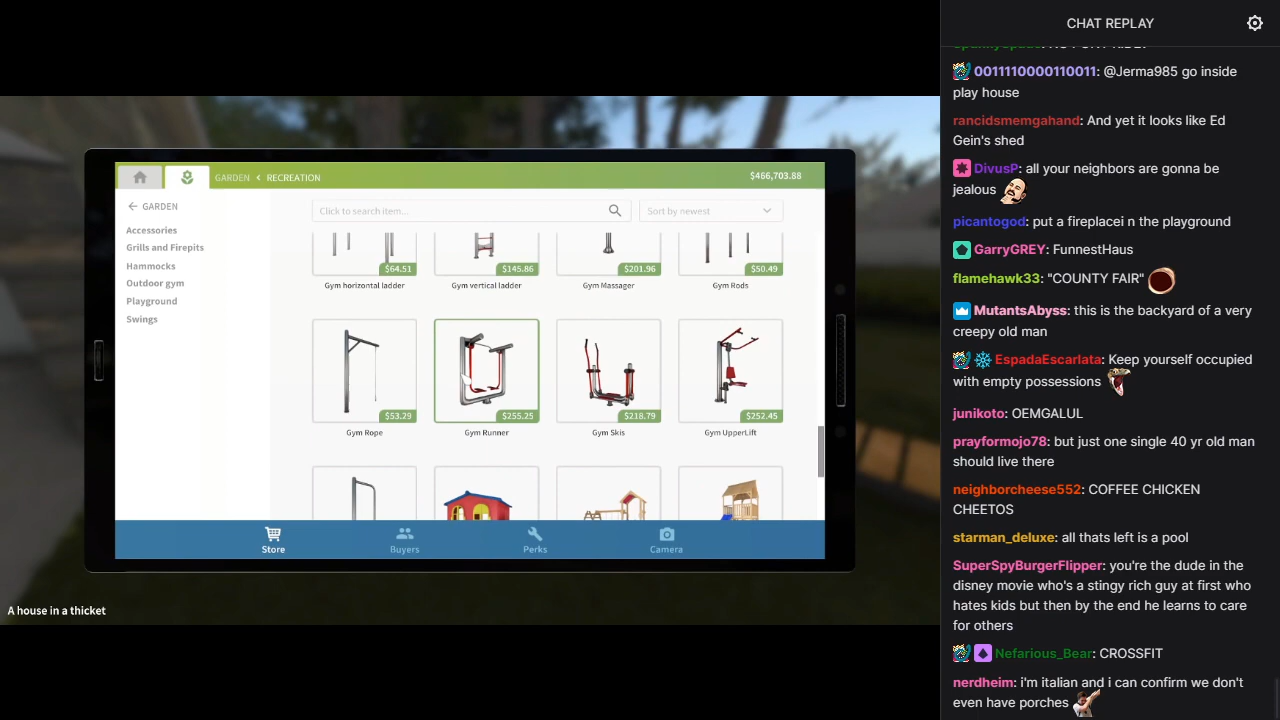 GARDEN < RECREATION
$466,703.88
GARDEN
Accessories
Grills and Firepits
Hammocks
Outdoor gym
Playground
Swings
Click to search item...
Sort by newest
$64.51
$145.86
$201.96
$50.49
Gym horizontal ladder
Gym vertical ladder
Gym Massager
Gym Rods
$53.29
$255.25
$218.79
$252.45
Gym Rope
Gym Runner
Gym Skis
Gym UpperLift
Store
Buyers
Perks
Camera
A house in a thicket
CHAT REPLAY
0011110000110011: @Jerma985 go inside
play house
rancidsmemgahand: And yet it looks like Ed
Gein's shed
DivusP: all your neighbors are gonna be
jealous
picantogod: put a fireplacei n the playground
GarryGREY: FunnestHaus
flamehawk33: "COUNTY FAIR"
MutantsAbyss: this is the backyard of a very
creepy old man
EspadaEscarlata: Keep yourself occupied
with empty possessions
junikoto: OEMGALUL
prayformojo78: but just one single 40 yr old man
should live there
neighborcheese552: COFFEE CHICKEN
CHEETOS
starman_deluxe: all thats left is a pool
SuperSpyBurgerFlipper: you're the dude in the
disney movie who's a stingy rich guy at first who
hates kids but then by the end he learns to care
for others
Nefarious_Bear: CROSSFIT
nerdheim: i'm italian and i can confirm we don't
even have porches